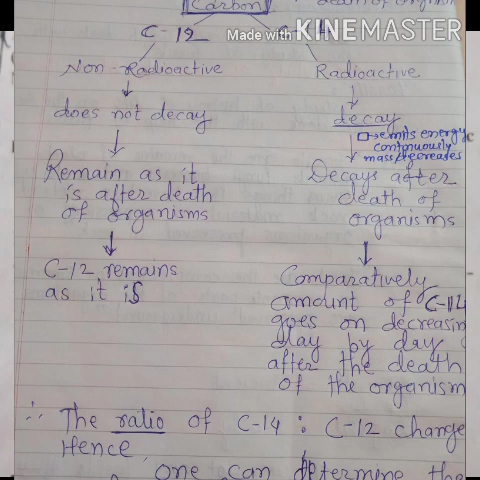 Carbon
C-12
Made with KINEMASTER
Non-Radioactive
Radioactive
does not decay
decay
emits energy
continuously
mass decreases
Remain as it
is after death
of organisms
Decays after
death of
organisms
C-12 remains
as it is
Comparatively
amount of C-14
goes on decreasin
day by day
after the death
of the organism
∴ The ratio of C-14 : C-12 change
Hence
one can determine the